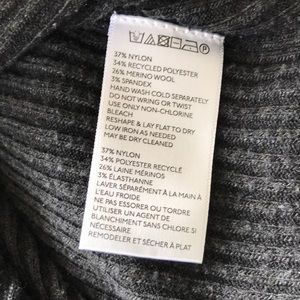 37% NYLON
34% RECYCLED POLYESTER
26% MERINO WOOL
3% SPANDEX
HAND WASH COLD SEPARATELY
DO NOT WRING OR TWIST
USE ONLY NON-CHLORINE
BLEACH
RESHAPE & LAY FLAT TO DRY
LOW IRON AS NEEDED
MAY BE DRY CLEANED
37% NYLON
34% POLYESTER RECYCLE
26% LAINE MÉRINOS
3% ÉLASTHANNE
LAVER SÉPARÉMENT À LA MAIN À
L'EAU FROIDE
NE PAS ESSORER OU TORDRE
UTILISER UN AGENT DE
BLANCHIMENT SANS CHLORE SI
NÉCESSAIRE
REMODELER ET SÉCHER À PLAT